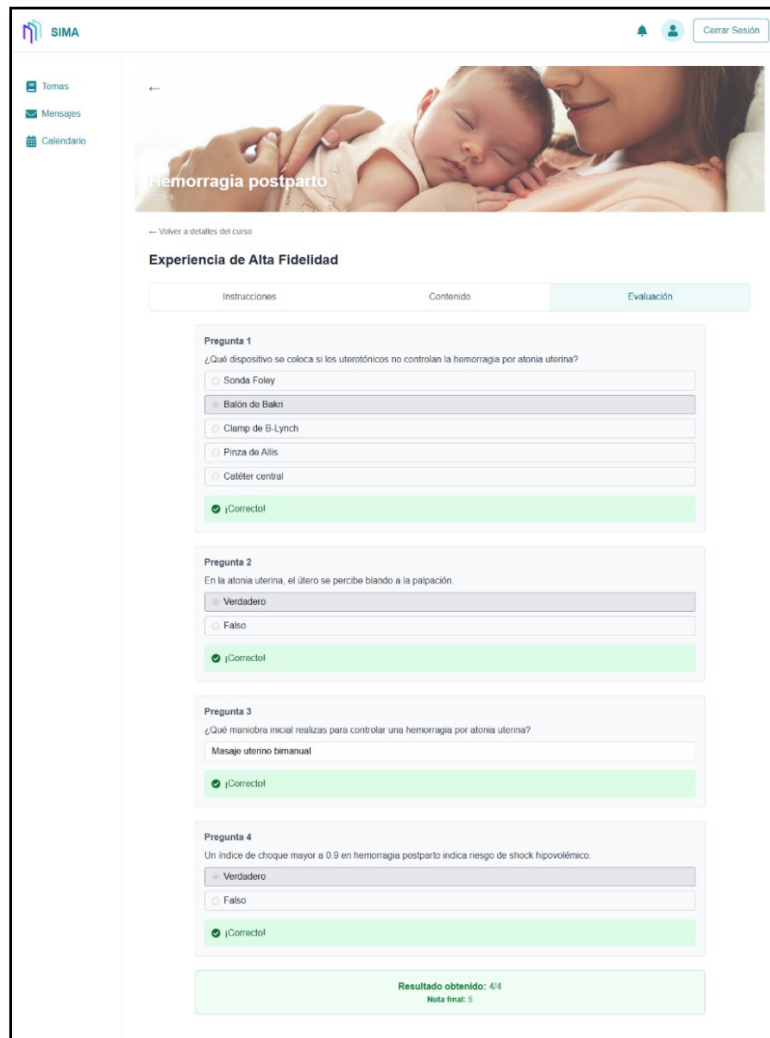 SIMA
Cerrar Sesión
Temas
Mensajes
Calendario
←
Hemorragia postparto
← Volver a detalles del curso
Experiencia de Alta Fidelidad
Instrucciones
Contenido
Evaluación
Pregunta 1
¿Qué dispositivo se coloca si los uterotónicos no controlan la hemorragia por atonia uterina?
Sonda Foley
Balón de Bakri
Clamp de B-Lynch
Pinza de Allis
Catéter central
¡Correcto!
Pregunta 2
En la atonia uterina, el útero se percibe blando a la palpación.
Verdadero
Falso
¡Correcto!
Pregunta 3
¿Qué maniobra inicial realizas para controlar una hemorragia por atonia uterina?
Masaje uterino bimanual
¡Correcto!
Pregunta 4
Un índice de choque mayor a 0.9 en hemorragia postparto indica riesgo de shock hipovolémico.
Verdadero
Falso
¡Correcto!
Resultado obtenido: 4/4
Nota final: 6